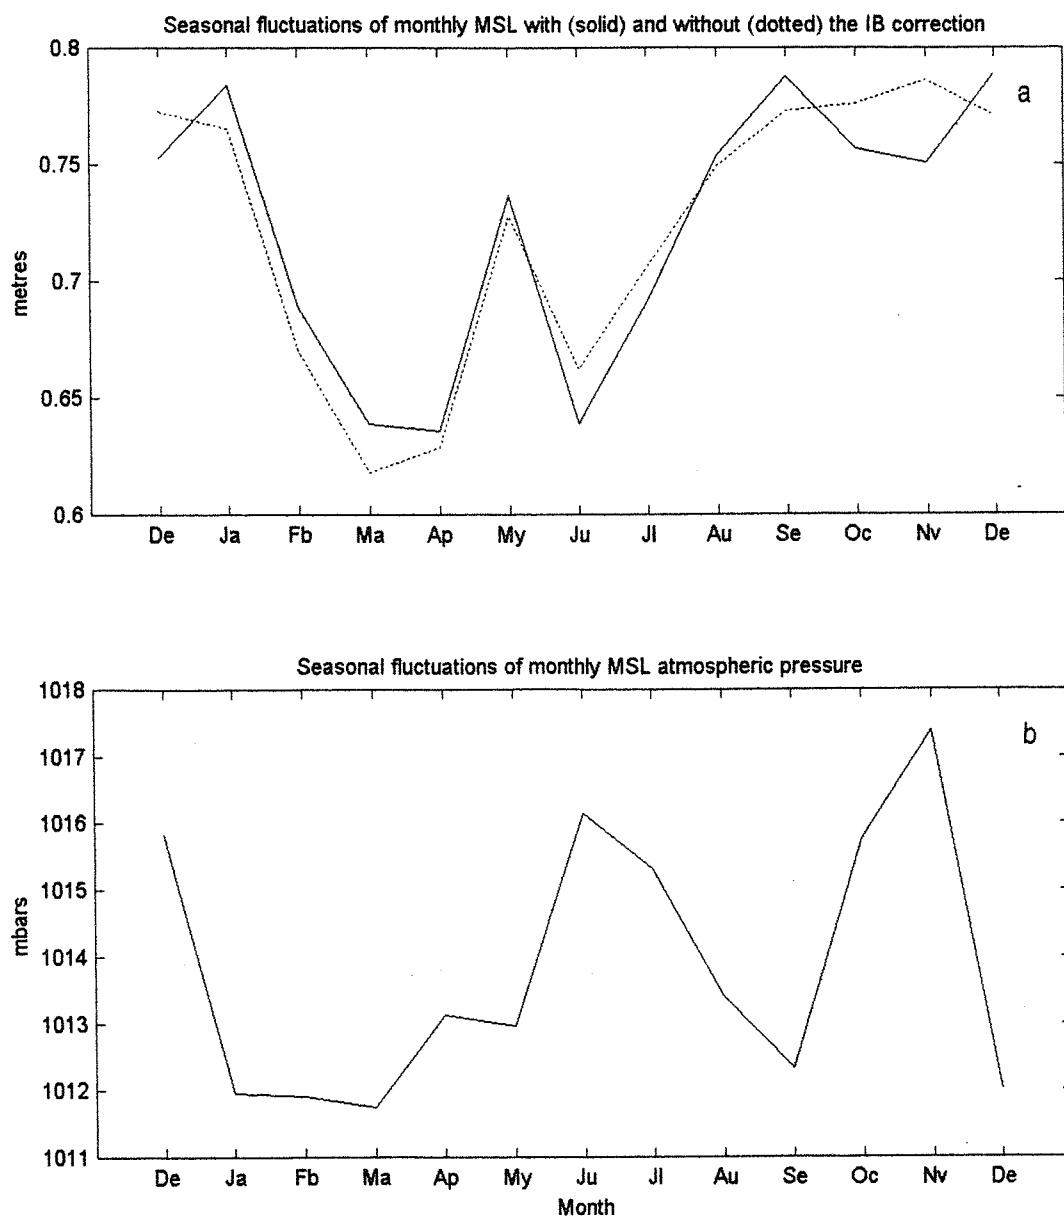 Seasonal fluctuations of monthly MSL with (solid) and without (dotted) the IB correction
0.8
a
0.75
metres
0.7
0.65
0.6
De Ja Fb Ma Ap My Ju Jl Au Se Oc Nv De
Seasonal fluctuations of monthly MSL atmospheric pressure
1018
b
1017
1016
1015
mbars
1014
1013
1012
1011
De Ja Fb Ma Ap My Ju Jl Au Se Oc Nv De
Month